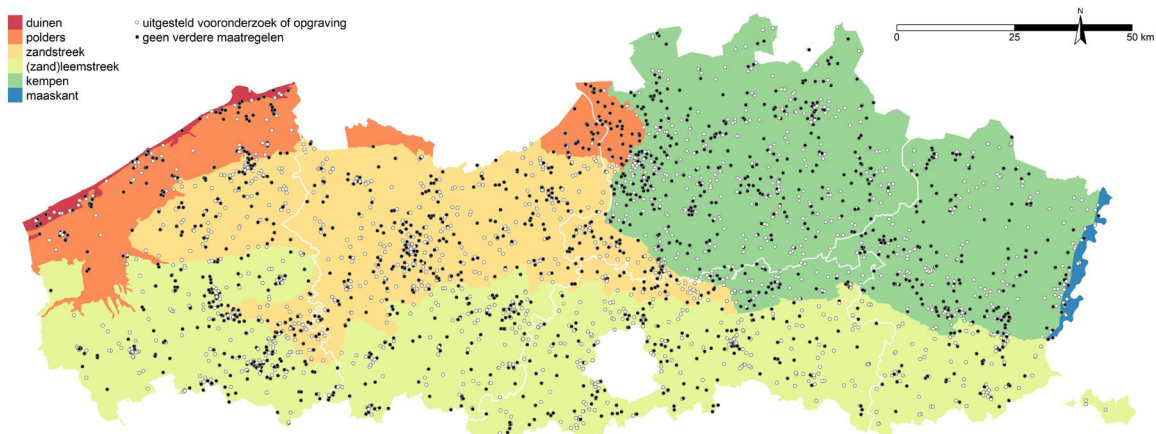 duinen
polders
zandstreek
(zand)leemstreek
kempen
maaskant
uitgesteld vooronderzoek of opgraving
geen verdere maatregelen
N
0 25 50 km